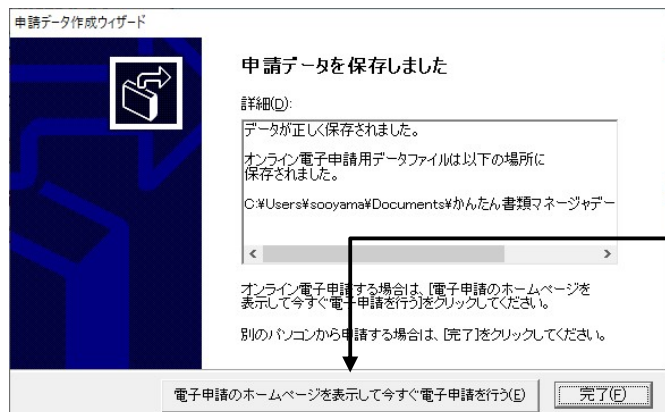 申請データ作成ウィザード
申請データを保存しました
詳細(D):
データが正しく保存されました。
オンライン電子申請用データファイルは以下の場所に
保存されました。
C:¥Users¥sooyama¥Documents¥かんたん書類マネージャデー
オンライン電子申請する場合は、[電子申請のホームページを
表示して今すぐ電子申請を行う]をクリックしてください。
別のパソコンから申請する場合は、[完了]をクリックしてください。
電子申請のホームページを表示して今すぐ電子申請を行う(E)
完了(F)